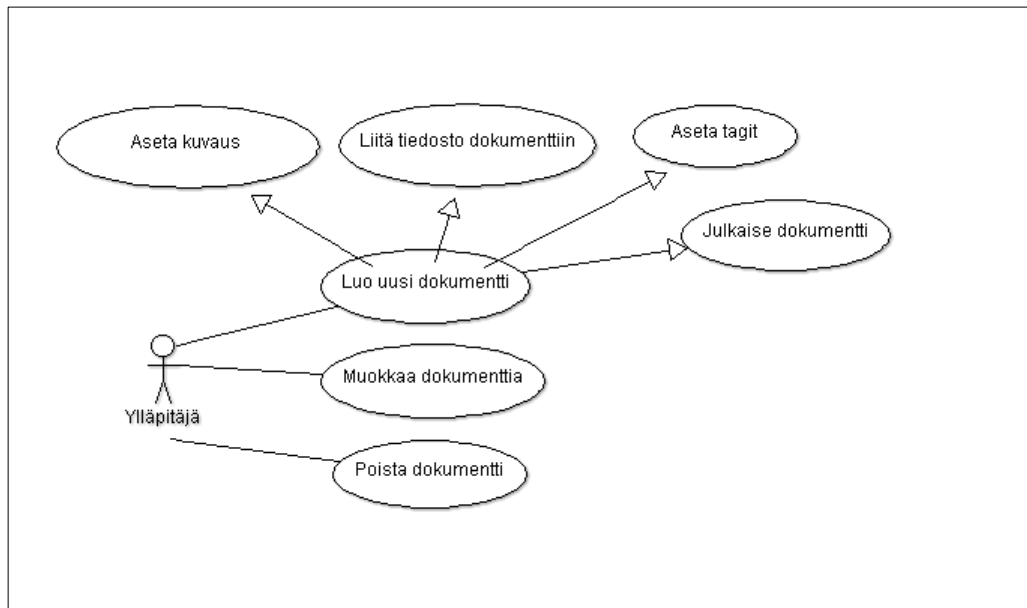 Aseta kuvaus
Liitä tiedosto dokumenttiin
Aseta tagit
Julkaise dokumentti
Luo uusi dokumentti
Muokkaa dokumenttia
Ylläpitäjä
Poista dokumentti